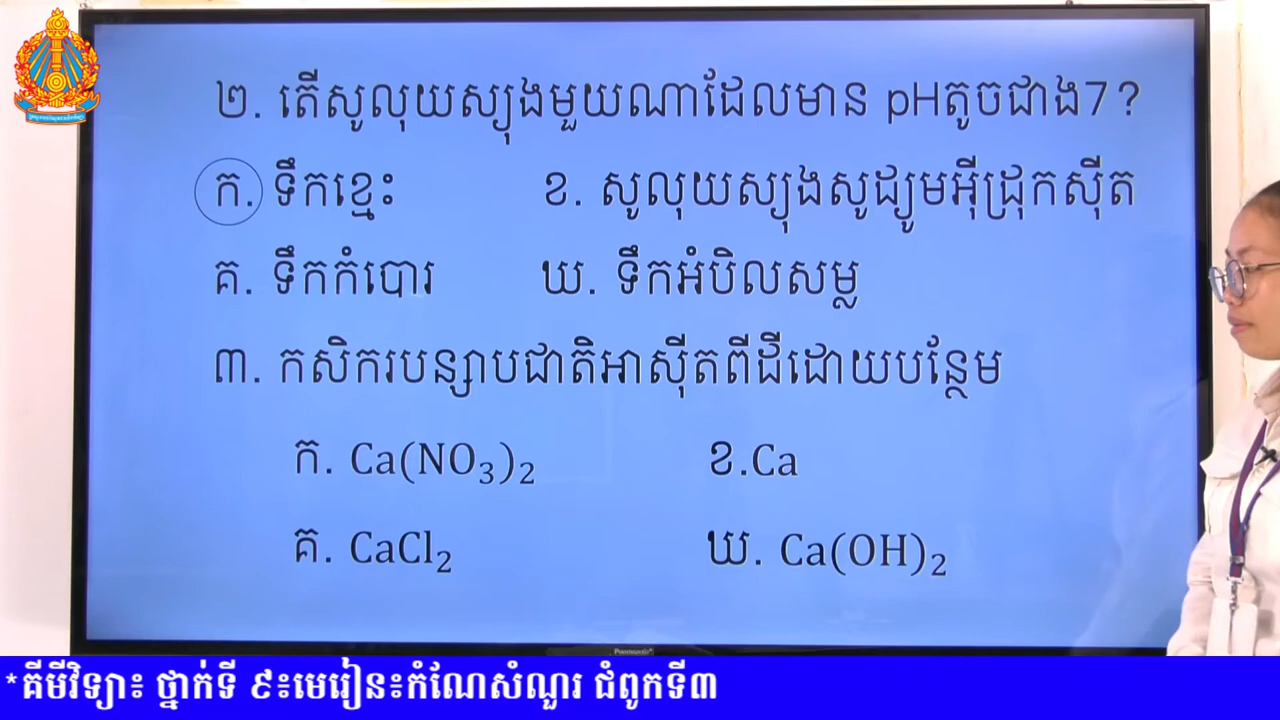 ២. តើសូលុយស្យុងមួយណាដែលមាន pHតូចជាង7?
ក. ទឹកខ្មេះ ខ. សូលុយស្យុងសូដ្យូមអ៊ីដ្រុកស៊ីត
គ. ទឹកកំបោរ ឃ. ទឹកអំបិលសម្ល
៣. កសិករបន្សាបជាតិអាស៊ីតពីដីដោយបន្ថែម
ក. Ca(NO₃)₂ ខ.Ca
គ. CaCl₂ ឃ. Ca(OH)₂
*គីមីវិទ្យា៖ ថ្នាក់ទី ៩៖មេរៀន៖កំណែសំណួរ ជំពូកទី៣